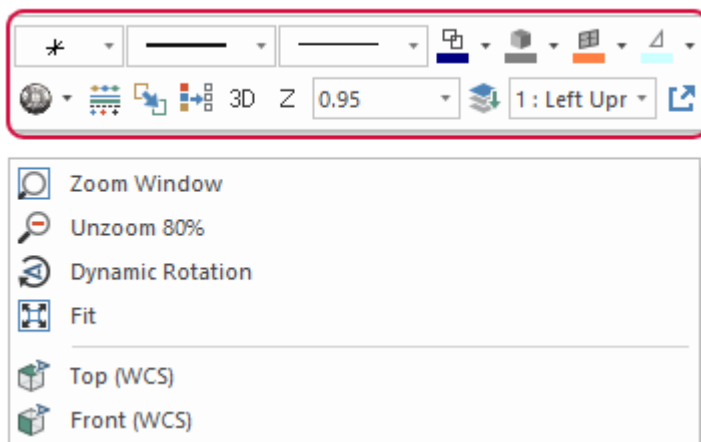 3D Z 0.95 1 : Left Upr
Zoom Window
Unzoom 80%
Dynamic Rotation
Fit
Top (WCS)
Front (WCS)